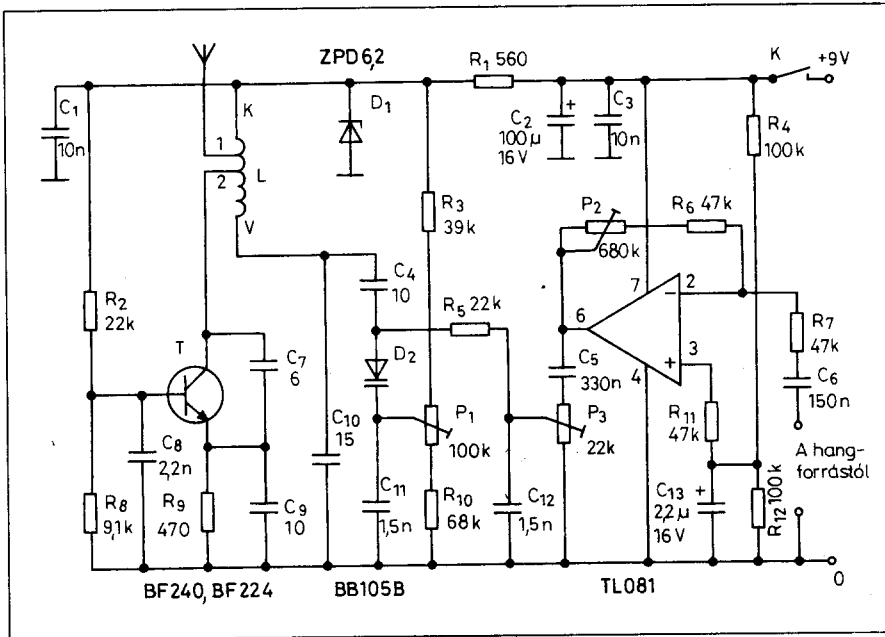 ZPD6,2
R1 560
K
+9V
C1
10n
K
D1
C2
100µ
16V
+
C3
10n
R4
100k
1
L
2
V
R3
39k
P2
680k
R6 47k
C4
10
R2
22k
R5 22k
7
2
6
−
3
+
4
R7
47k
T
C7
6
D2
C5
330n
C6
150n
C8
2,2n
C10
15
P1
100k
P3
22k
R11
47k
A hang-
forrástól
R8
9,1k
R9
470
C9
10
C11
1,5n
R10
68k
C12
1,5n
C13
2,2µ
16V
+
R12 100k
0
BF240, BF224
BB105B
TL081